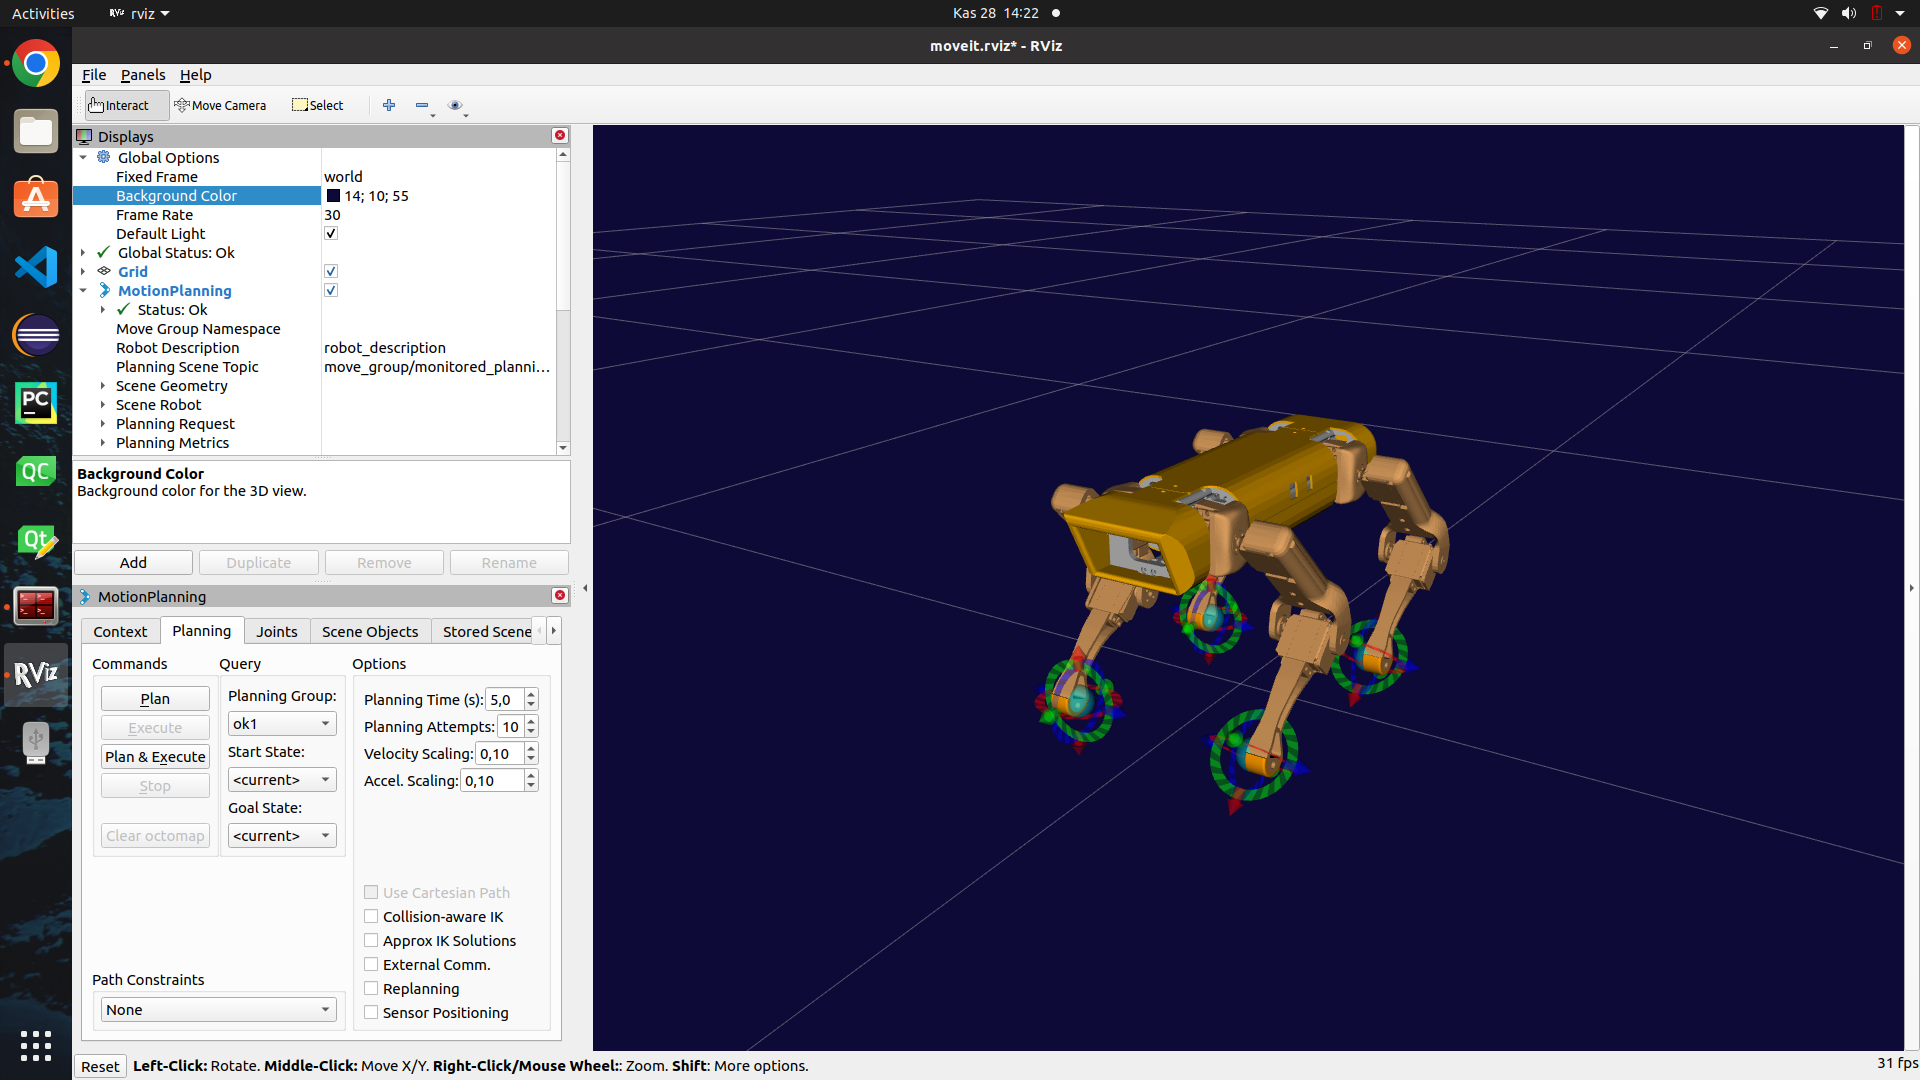 Activities
RViz rviz
Kas 28 14:22
moveit.rviz* - RViz
File Panels Help
Interact Move Camera Select
Displays
Global Options
Fixed Frame world
Background Color 14; 10; 55
Frame Rate 30
Default Light
Global Status: Ok
Grid
MotionPlanning
Status: Ok
Move Group Namespace
Robot Description robot_description
Planning Scene Topic move_group/monitored_planni...
Scene Geometry
Scene Robot
Planning Request
Planning Metrics
Background Color
Background color for the 3D view.
Add Duplicate Remove Rename
MotionPlanning
Context Planning Joints Scene Objects Stored Scene
Commands Query Options
Plan
Execute
Plan & Execute
Stop
Clear octomap
Planning Group:
ok1
Start State:
<current>
Goal State:
<current>
Planning Time (s): 5,0
Planning Attempts: 10
Velocity Scaling: 0,10
Accel. Scaling: 0,10
Use Cartesian Path
Collision-aware IK
Approx IK Solutions
External Comm.
Replanning
Sensor Positioning
Path Constraints
None
Reset Left-Click: Rotate. Middle-Click: Move X/Y. Right-Click/Mouse Wheel:: Zoom. Shift: More options.
31 fps
PC
QC
Qt
RViz